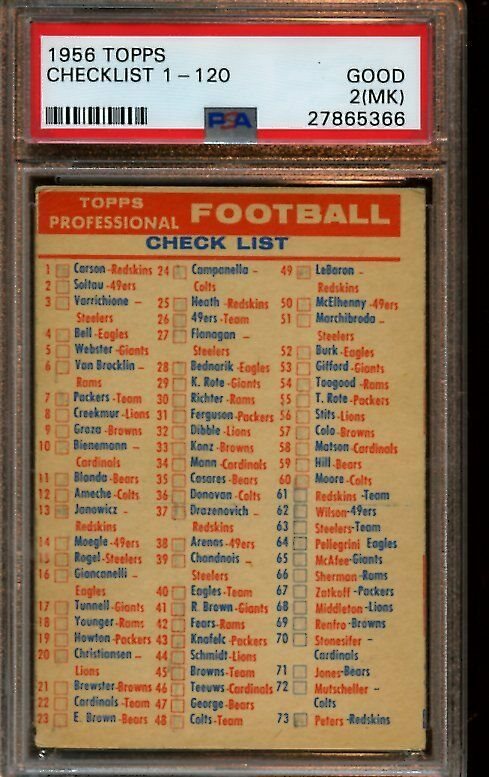 1956 TOPPS
CHECKLIST 1-120 GOOD
2(MK)
PSA 27865366
TOPPS
PROFESSIONAL FOOTBALL
CHECK LIST
1 Carson-Redskins
2 Soltau-49ers
3 Varrichione -
Steelers
4 Bell-Eagles
5 Webster-Giants
6 Van Brocklin -
Rams
7 Packers-Team
8 Creekmur-Lions
9 Groza-Browns
10 Bienemann -
Cardinals
11 Blanda-Bears
12 Ameche-Colts
13 Janowicz -
Redskins
14 Moegle-49ers
15 Rogel-Steelers
16 Giancanelli -
Eagles
17 Tunnell-Giants
18 Younger-Rams
19 Howton-Packers
20 Christiansen -
Lions
21 Brewster-Browns
22 Cardinals-Team
23 E. Brown-Bears
24 Campanella -
Colts
25 Heath-Redskins
26 49ers-Team
27 Flanagan -
Steelers
28 Bednarik-Eagles
29 K. Rote-Giants
30 Richter-Rams
31 Ferguson-Packers
32 Dibble-Lions
33 Konz-Browns
34 Mann-Cardinals
35 Casares-Bears
36 Donovan-Colts
37 Drazenovich -
Redskins
38 Arenas-49ers
39 Chandnois -
Steelers
40 Eagles-Team
41 R. Brown-Giants
42 Fears-Rams
43 Knafelc-Packers
44 Schmidt-Lions
45 Browns-Team
46 Teeuws-Cardinals
47 George-Bears
48 Colts-Team
49 LeBaron -
Redskins
50 McElhenny-49ers
51 Marchibroda -
Steelers
52 Burk-Eagles
53 Gifford-Giants
54 Toogood-Rams
55 T. Rote-Packers
56 Stits-Lions
57 Colo-Browns
58 Matson-Cardinals
59 Hill-Bears
60 Moore-Colts
61 Redskins-Team
62 Wilson-49ers
63 Steelers-Team
64 Pellegrini Eagles
65 McAfee-Giants
66 Sherman-Rams
67 Zatkoff-Packers
68 Middleton-Lions
69 Renfro-Browns
70 Stonesifer -
Cardinals
71 Jones-Bears
72 Mutscheller -
Colts
73 Peters-Redskins